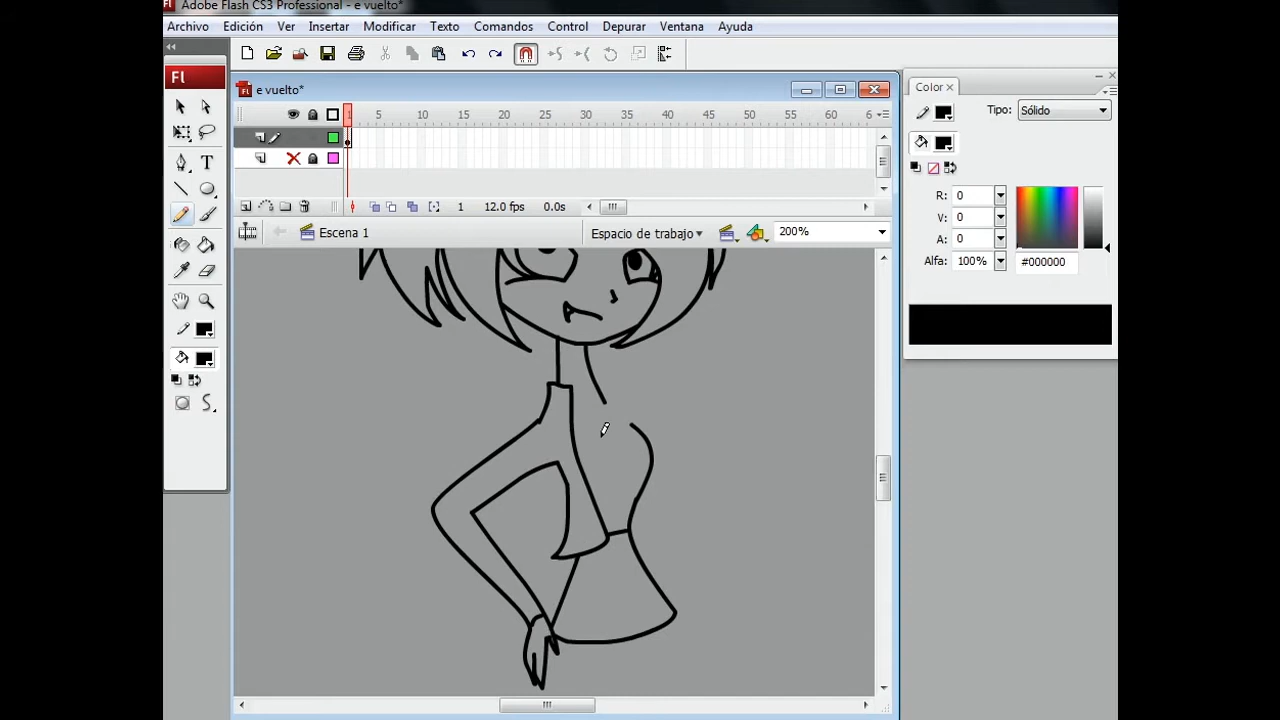 Adobe Flash CS3 Professional - e vuelto*
Archivo Edición Ver Insertar Modificar Texto Comandos Control Depurar Ventana Ayuda
Fl
e vuelto*
1 5 10 15 20 25 30 35 40 45 50 55 60 6
1 12.0 fps 0.0s
Escena 1 Espacio de trabajo 200%
Color
Tipo: Sólido
R: 0
V: 0
A: 0
Alfa: 100% #000000